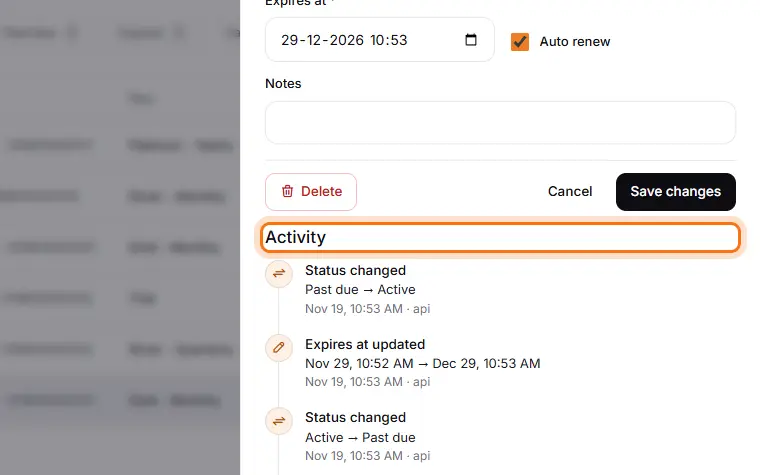 Expires at *
29-12-2026 10:53
Auto renew
Notes
Delete
Cancel
Save changes
Activity
Status changed
Past due → Active
Nov 19, 10:53 AM · api
Expires at updated
Nov 29, 10:52 AM → Dec 29, 10:53 AM
Nov 19, 10:53 AM · api
Status changed
Active → Past due
Nov 19, 10:53 AM · api